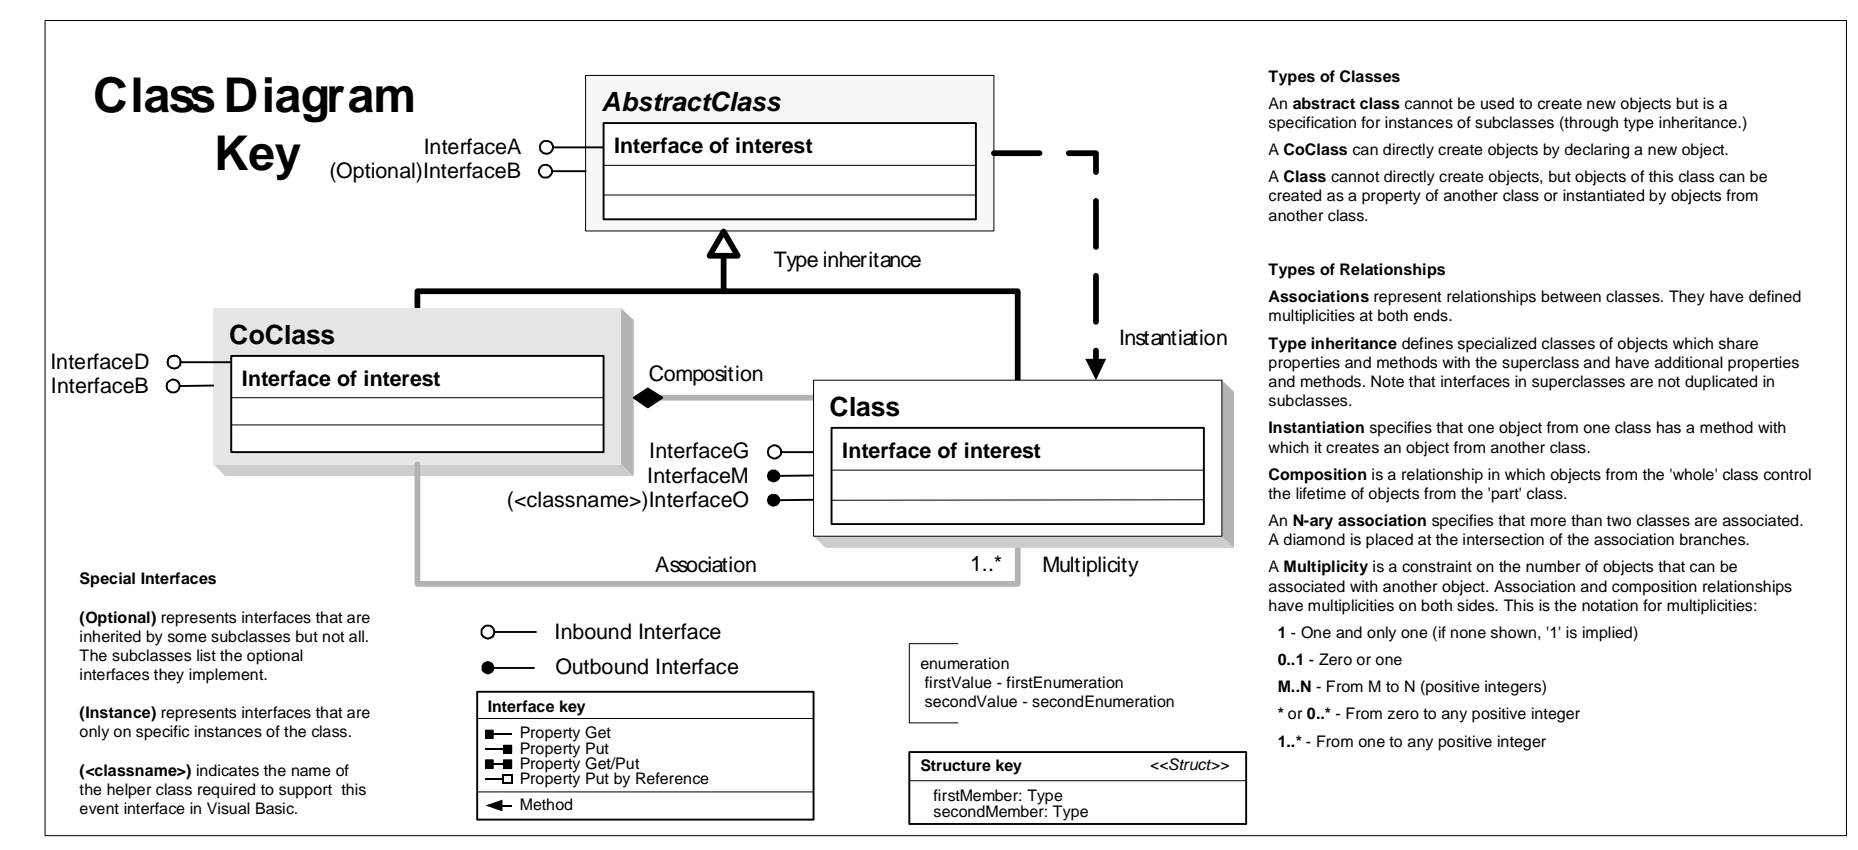 Class Diagram
Key
AbstractClass
Interface of interest
InterfaceA
(Optional)InterfaceB
Type inheritance
CoClass
Interface of interest
InterfaceD
InterfaceB
Composition
Instantiation
Class
Interface of interest
InterfaceG
InterfaceM
(<classname>)InterfaceO
Association
1..*
Multiplicity
Special Interfaces
(Optional) represents interfaces that are
inherited by some subclasses but not all.
The subclasses list the optional
interfaces they implement.
(Instance) represents interfaces that are
only on specific instances of the class.
(<classname>) indicates the name of
the helper class required to support this
event interface in Visual Basic.
Inbound Interface
Outbound Interface
Interface key
Property Get
Property Put
Property Get/Put
Property Put by Reference
Method
enumeration
firstValue - firstEnumeration
secondValue - secondEnumeration
Structure key <<Struct>>
firstMember: Type
secondMember: Type
Types of Classes
An abstract class cannot be used to create new objects but is a
specification for instances of subclasses (through type inheritance.)
A CoClass can directly create objects by declaring a new object.
A Class cannot directly create objects, but objects of this class can be
created as a property of another class or instantiated by objects from
another class.
Types of Relationships
Associations represent relationships between classes. They have defined
multiplicities at both ends.
Type inheritance defines specialized classes of objects which share
properties and methods with the superclass and have additional properties
and methods. Note that interfaces in superclasses are not duplicated in
subclasses.
Instantiation specifies that one object from one class has a method with
which it creates an object from another class.
Composition is a relationship in which objects from the 'whole' class control
the lifetime of objects from the 'part' class.
An N-ary association specifies that more than two classes are associated.
A diamond is placed at the intersection of the association branches.
A Multiplicity is a constraint on the number of objects that can be
associated with another object. Association and composition relationships
have multiplicities on both sides. This is the notation for multiplicities:
1 - One and only one (if none shown, '1' is implied)
0..1 - Zero or one
M..N - From M to N (positive integers)
* or 0..* - From zero to any positive integer
1..* - From one to any positive integer